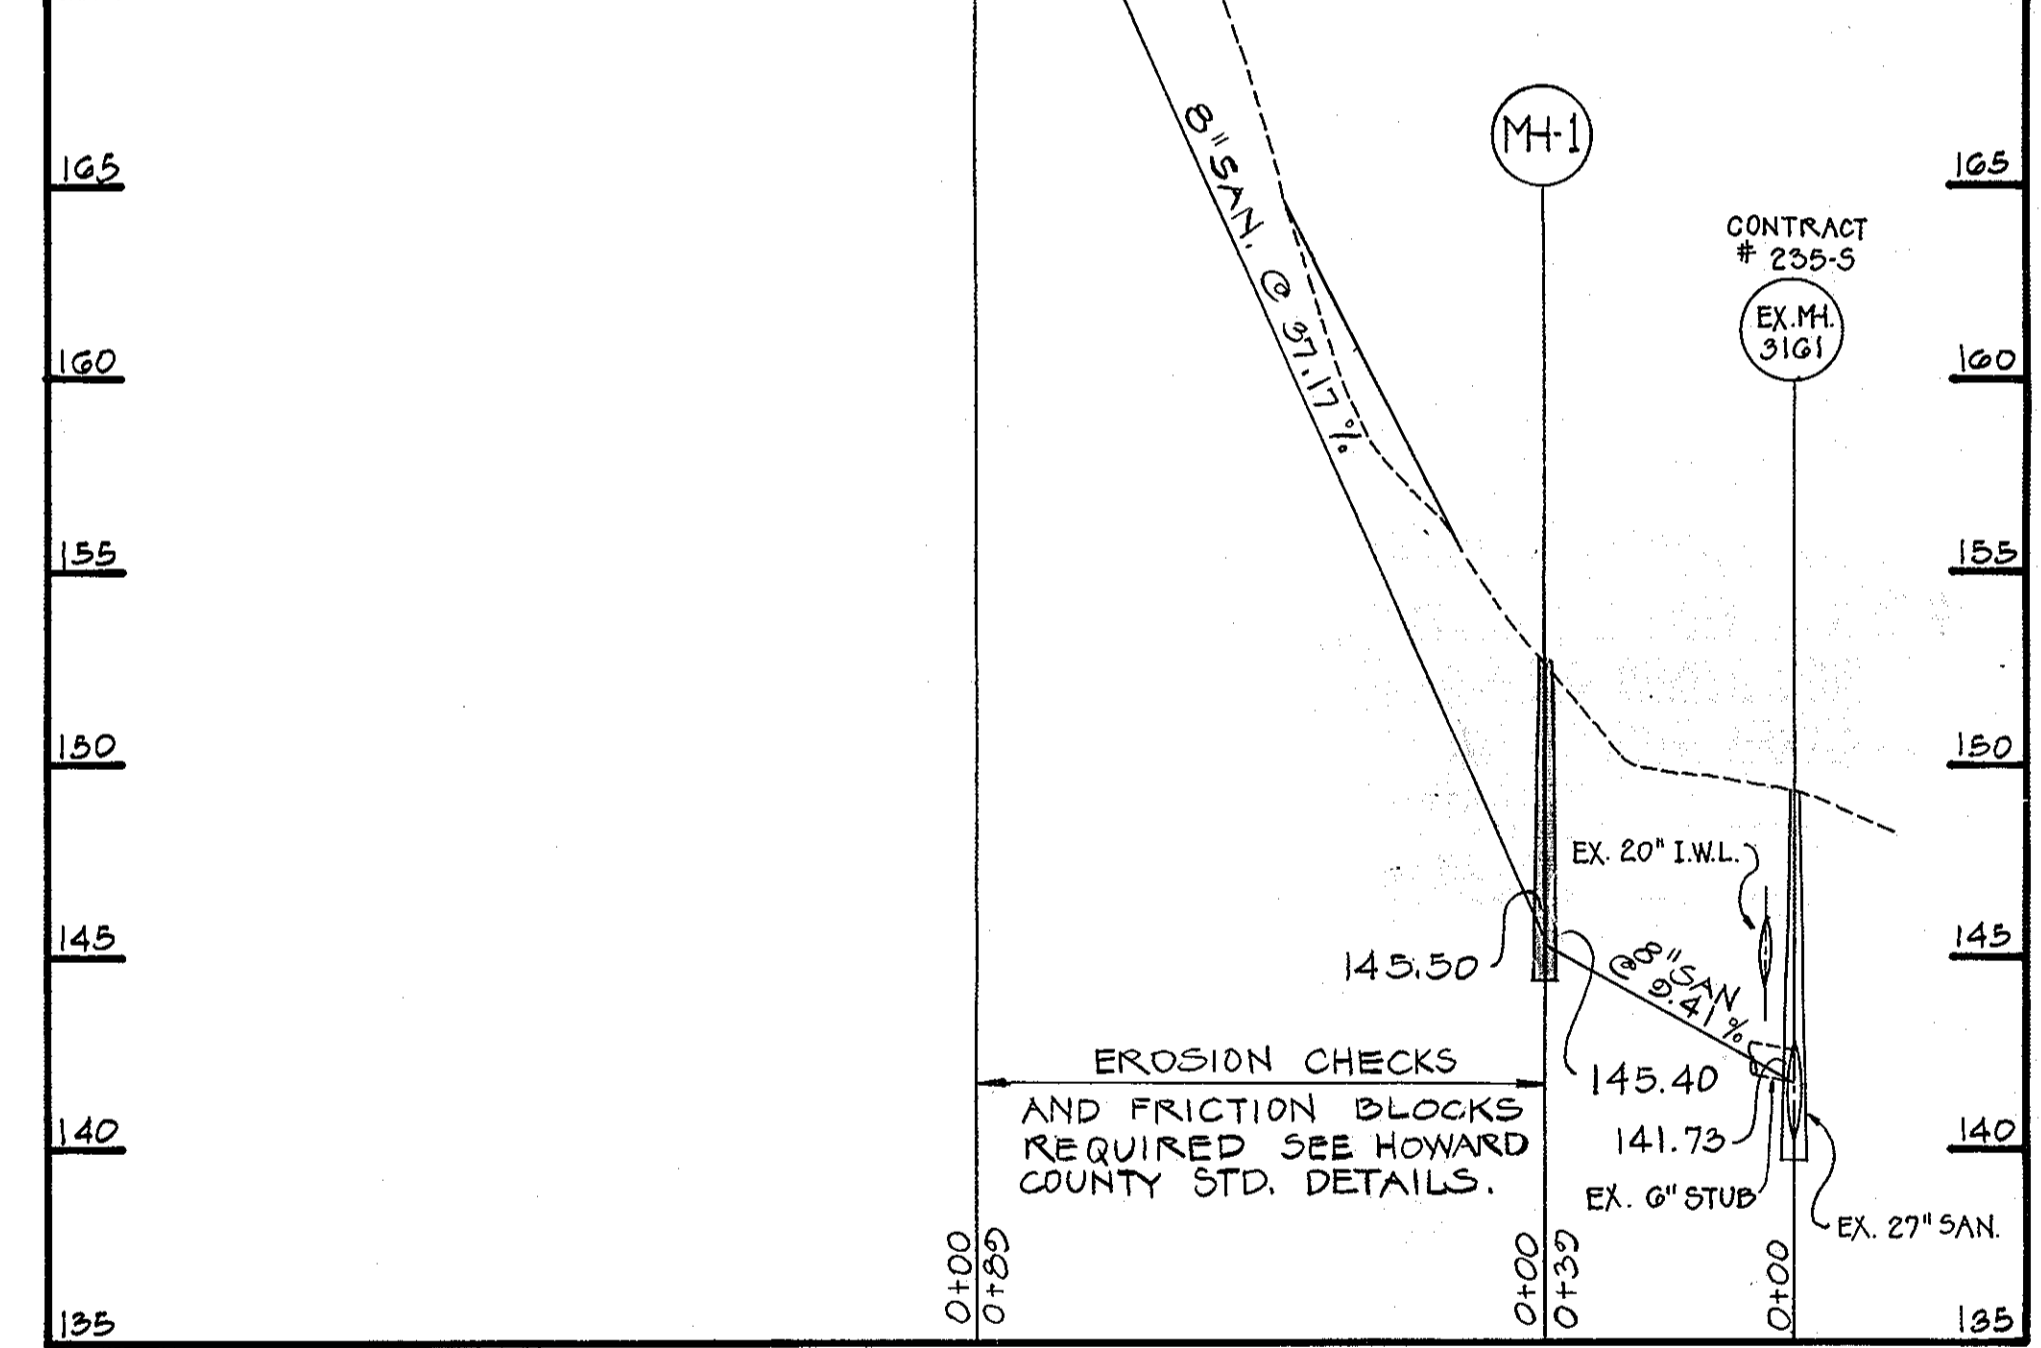 165
160
155
150
145
140
135
8" SAN. @ 37.17 %
MH-1
CONTRACT
# 235-S
EX.MH.
3161
165
160
155
150
145
140
135
EX. 20" I.W.L.
145.50
8" SAN
@ 9.41 %
145.40
141.73
EX. 6" STUB
EX. 27" SAN.
EROSION CHECKS
AND FRICTION BLOCKS
REQUIRED SEE HOWARD
COUNTY STD. DETAILS.
0+00
0+89
0+00
0+39
0+00